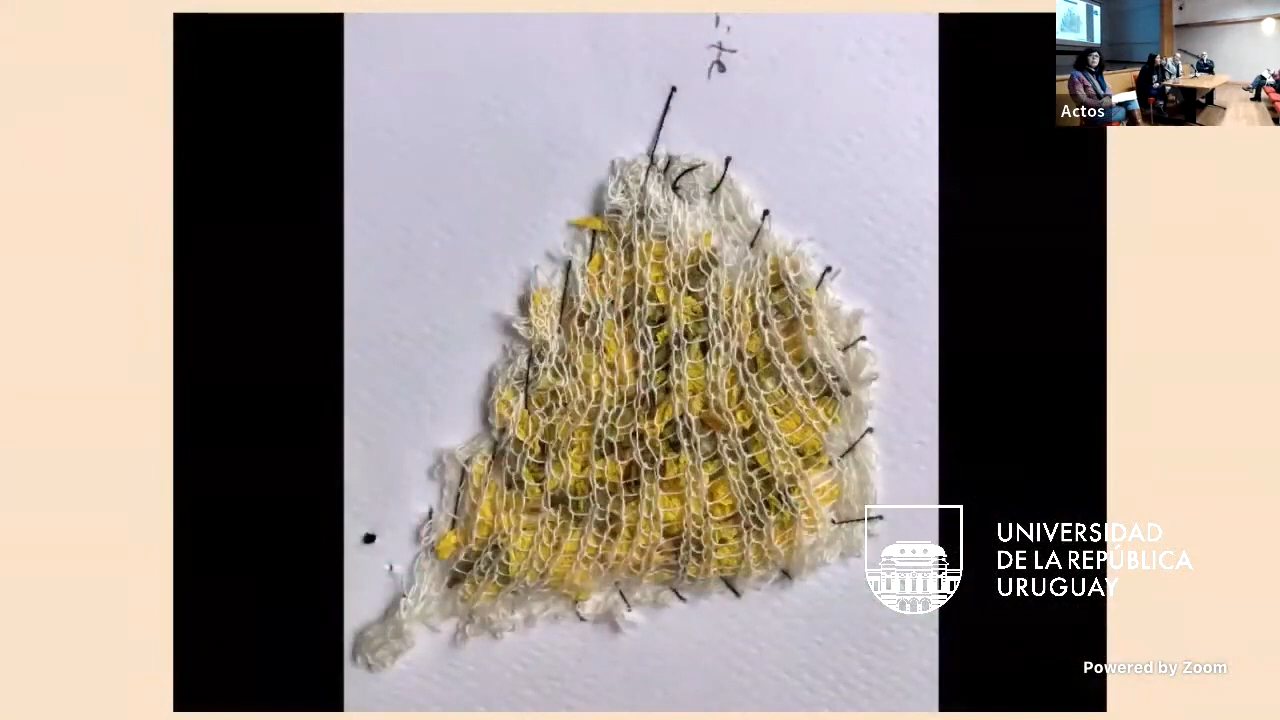 Actos
UNIVERSIDAD
DE LA REPÚBLICA
URUGUAY
Powered by Zoom